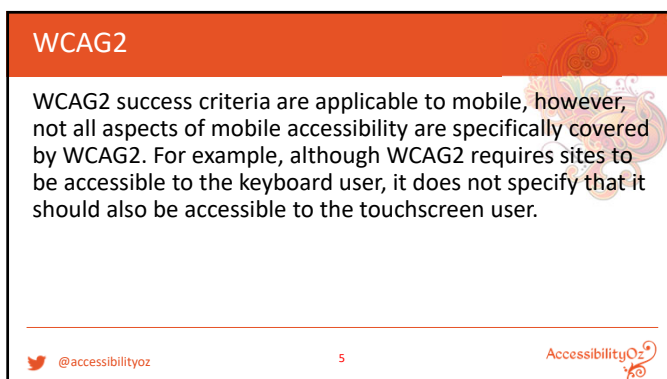 WCAG2
WCAG2 success criteria are applicable to mobile, however,
not all aspects of mobile accessibility are specifically covered
by WCAG2. For example, although WCAG2 requires sites to
be accessible to the keyboard user, it does not specify that it
should also be accessible to the touchscreen user.
@accessibilityoz
5
AccessibilityOz